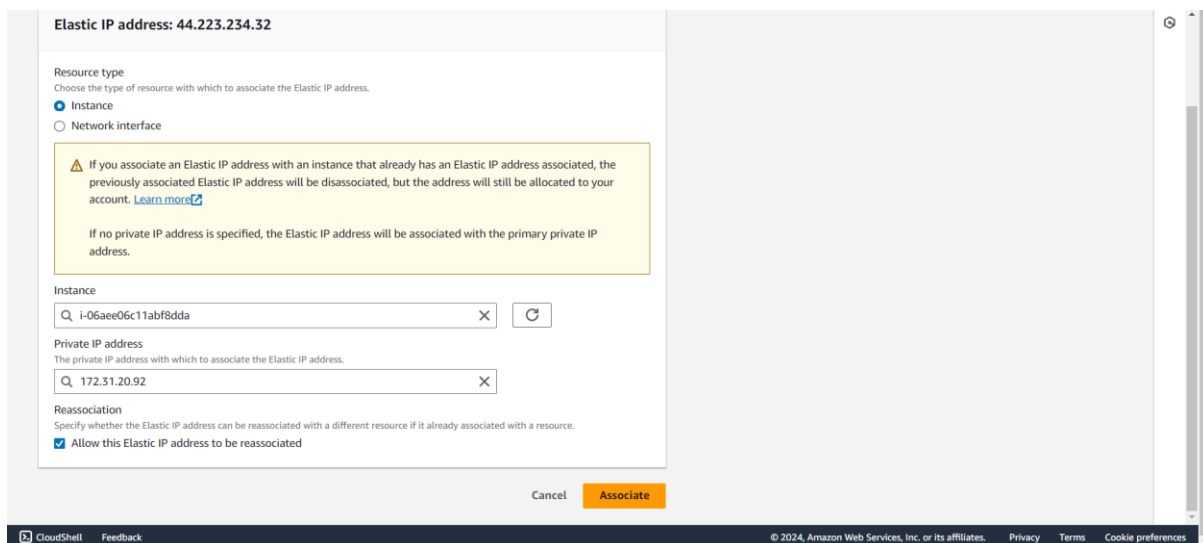 Elastic IP address: 44.223.234.32
Resource type
Choose the type of resource with which to associate the Elastic IP address.
Instance
Network interface
If you associate an Elastic IP address with an instance that already has an Elastic IP address associated, the
previously associated Elastic IP address will be disassociated, but the address will still be allocated to your
account. Learn more
If no private IP address is specified, the Elastic IP address will be associated with the primary private IP
address.
Instance
i-06aee06c11abf8dda
Private IP address
The private IP address with which to associate the Elastic IP address.
172.31.20.92
Reassociation
Specify whether the Elastic IP address can be reassociated with a different resource if it already associated with a resource.
Allow this Elastic IP address to be reassociated
Cancel Associate
CloudShell Feedback © 2024, Amazon Web Services, Inc. or its affiliates. Privacy Terms Cookie preferences